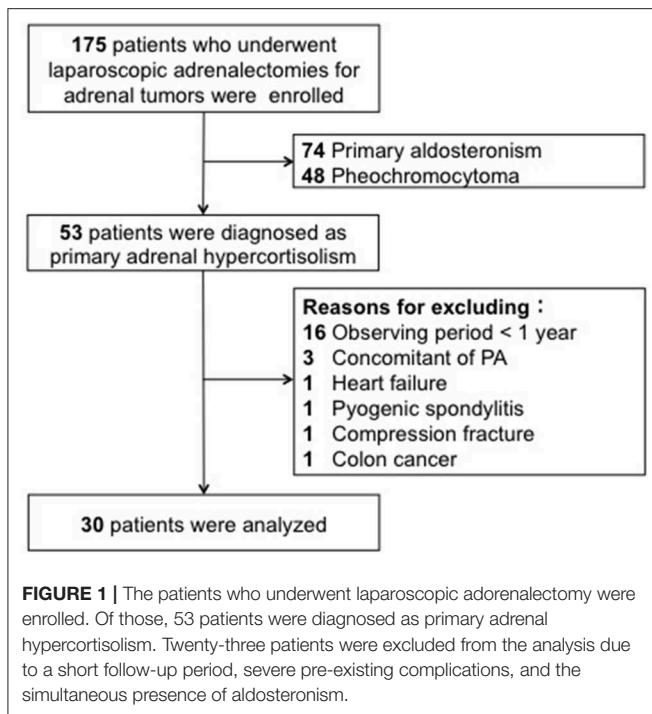 175 patients who underwent
laparoscopic adrenalectomies for
adrenal tumors were enrolled
74 Primary aldosteronism
48 Pheochromocytoma
53 patients were diagnosed as
primary adrenal hypercortisolism
Reasons for excluding：
16 Observing period < 1 year
3 Concomitant of PA
1 Heart failure
1 Pyogenic spondylitis
1 Compression fracture
1 Colon cancer
30 patients were analyzed
FIGURE 1 | The patients who underwent laparoscopic adorenalectomy were
enrolled. Of those, 53 patients were diagnosed as primary adrenal
hypercortisolism. Twenty-three patients were excluded from the analysis due
to a short follow-up period, severe pre-existing complications, and the
simultaneous presence of aldosteronism.